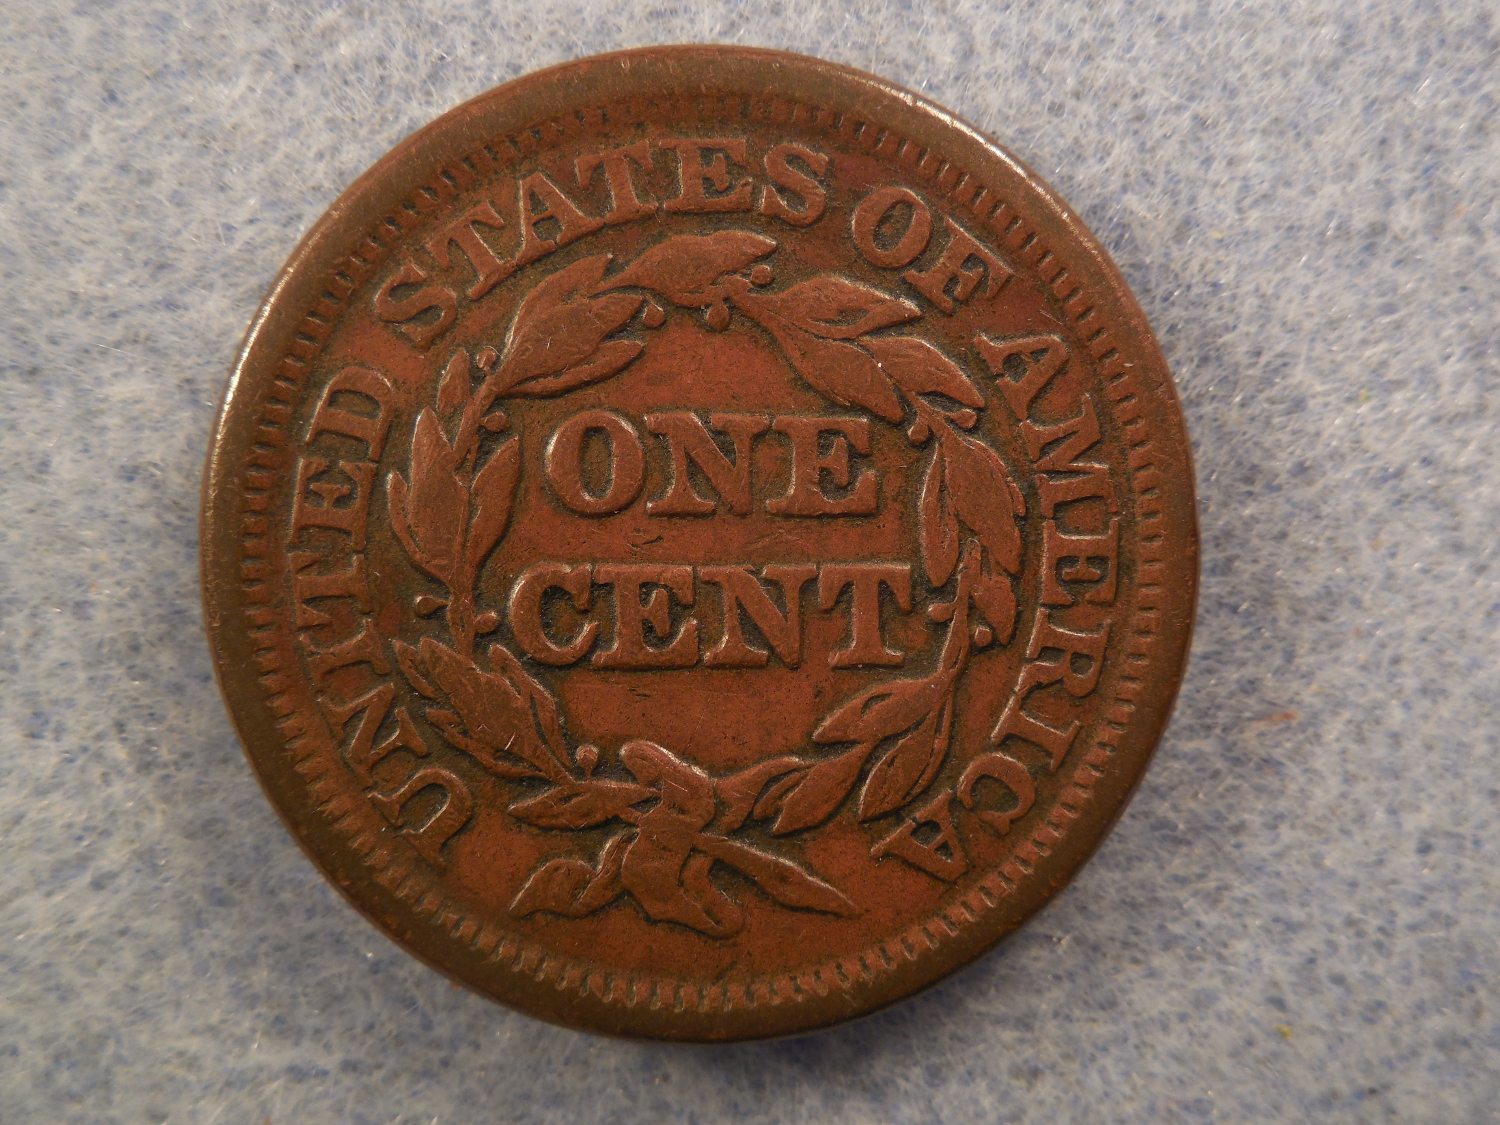 UNITED STATES OF AMERICA
ONE
CENT